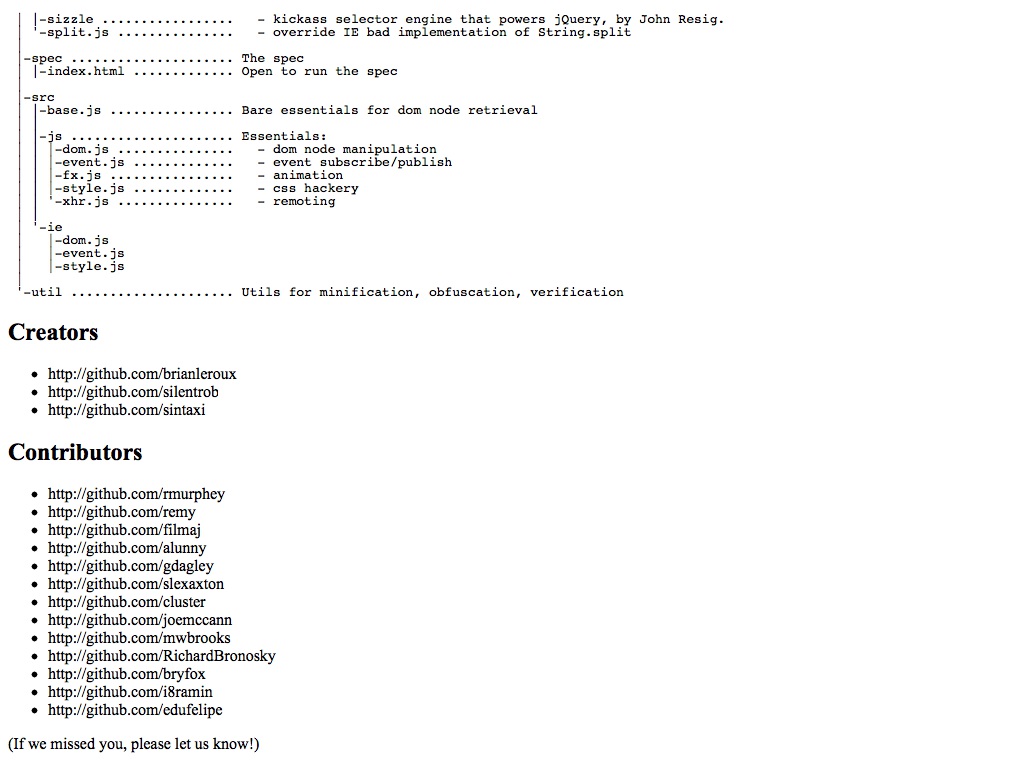 | |-sizzle .................   - kickass selector engine that powers jQuery, by John Resig.
| '-split.js ...............   - override IE bad implementation of String.split
|
|-spec ..................... The spec
| |-index.html ............. Open to run the spec
|
|-src
| |-base.js ................ Bare essentials for dom node retrieval
| |
| |-js ..................... Essentials:
| | |-dom.js ...............   - dom node manipulation
| | |-event.js .............   - event subscribe/publish
| | |-fx.js ................   - animation
| | |-style.js .............   - css hackery
| | '-xhr.js ...............   - remoting
| |
| '-ie
|   |-dom.js
|   |-event.js
|   |-style.js
|
'-util ..................... Utils for minification, obfuscation, verification
Creators
• http://github.com/brianleroux
• http://github.com/silentrob
• http://github.com/sintaxi
Contributors
• http://github.com/rmurphey
• http://github.com/remy
• http://github.com/filmaj
• http://github.com/alunny
• http://github.com/gdagley
• http://github.com/slexaxton
• http://github.com/cluster
• http://github.com/joemccann
• http://github.com/mwbrooks
• http://github.com/RichardBronosky
• http://github.com/bryfox
• http://github.com/i8ramin
• http://github.com/edufelipe
(If we missed you, please let us know!)